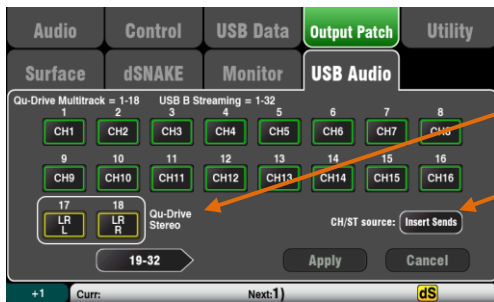 Audio Control USB Data Output Patch Utility
Surface dSNAKE Monitor USB Audio
Qu-Drive Multitrack = 1-18 USB B Streaming = 1-32
1 2 3 4 5 6 7 8
CH1 CH2 CH3 CH4 CH5 CH6 CH7 CH8
9 10 11 12 13 14 15 16
CH9 CH10 CH11 CH12 CH13 CH14 CH15 CH16
17 18
LR L LR R Qu-Drive Stereo
CH/ST source: Insert Sends
19-32 Apply Cancel
+1 Curr: Next:1) dS